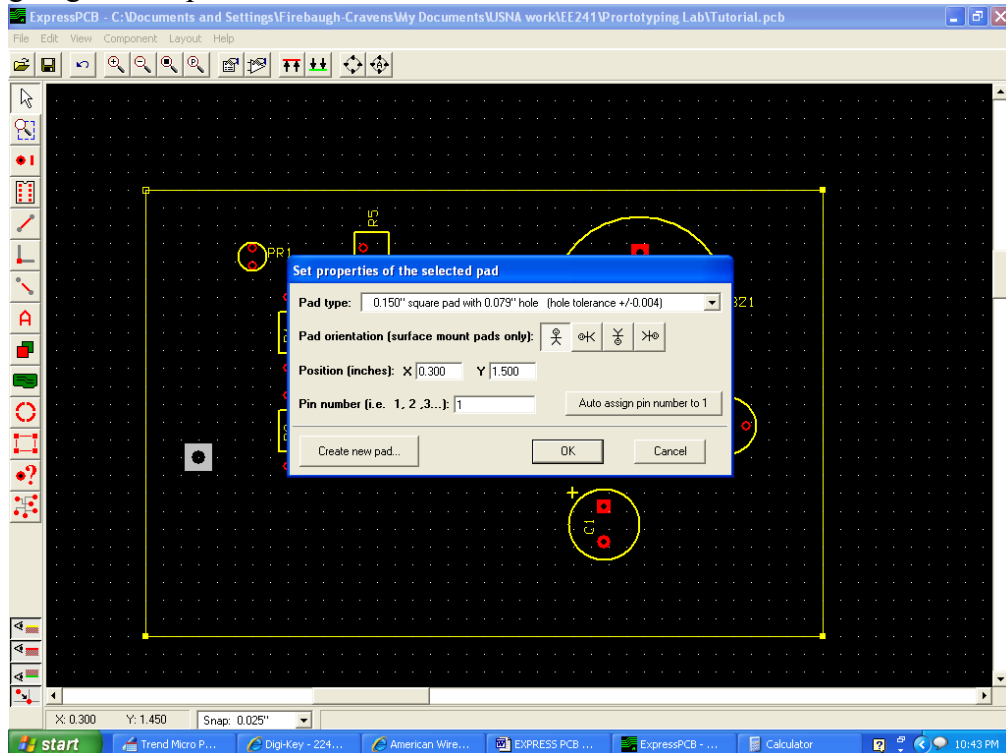 ExpressPCB - C:\Documents and Settings\Firebaugh-Cravens\My Documents\USNA work\EE241\Prortotyping Lab\Tutorial.pcb
File Edit View Component Layout Help
R5
PR1
Set properties of the selected pad
Pad type: 0.150" square pad with 0.079" hole (hole tolerance +/-0.004)
BZ1
Pad orientation (surface mount pads only):
Position (inches): X 0.300 Y 1.500
Pin number (i.e. 1, 2 ,3...): 1 Auto assign pin number to 1
Create new pad... OK Cancel
+
C1
X: 0.300 Y: 1.450 Snap: 0.025"
start Trend Micro P... Digi-Key - 224... American Wire... EXPRESS PCB ... ExpressPCB - ... Calculator 10:43 PM